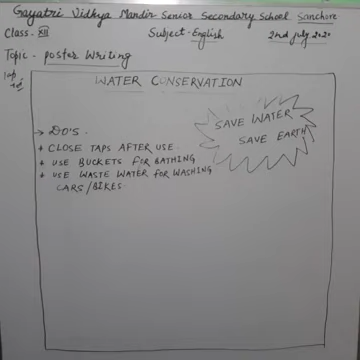 Gayatri Vidhya Mandir Senior Secondary School Sanchore
Class - XII Subject - English 2nd July, 2020
Topic - Poster Writing
WATER CONSERVATION
SAVE WATER
SAVE EARTH
→ DO'S -
+ CLOSE TAPS AFTER USE
+ USE BUCKETS FOR BATHING
+ USE WASTE WATER FOR WASHING
CARS/BIKES.